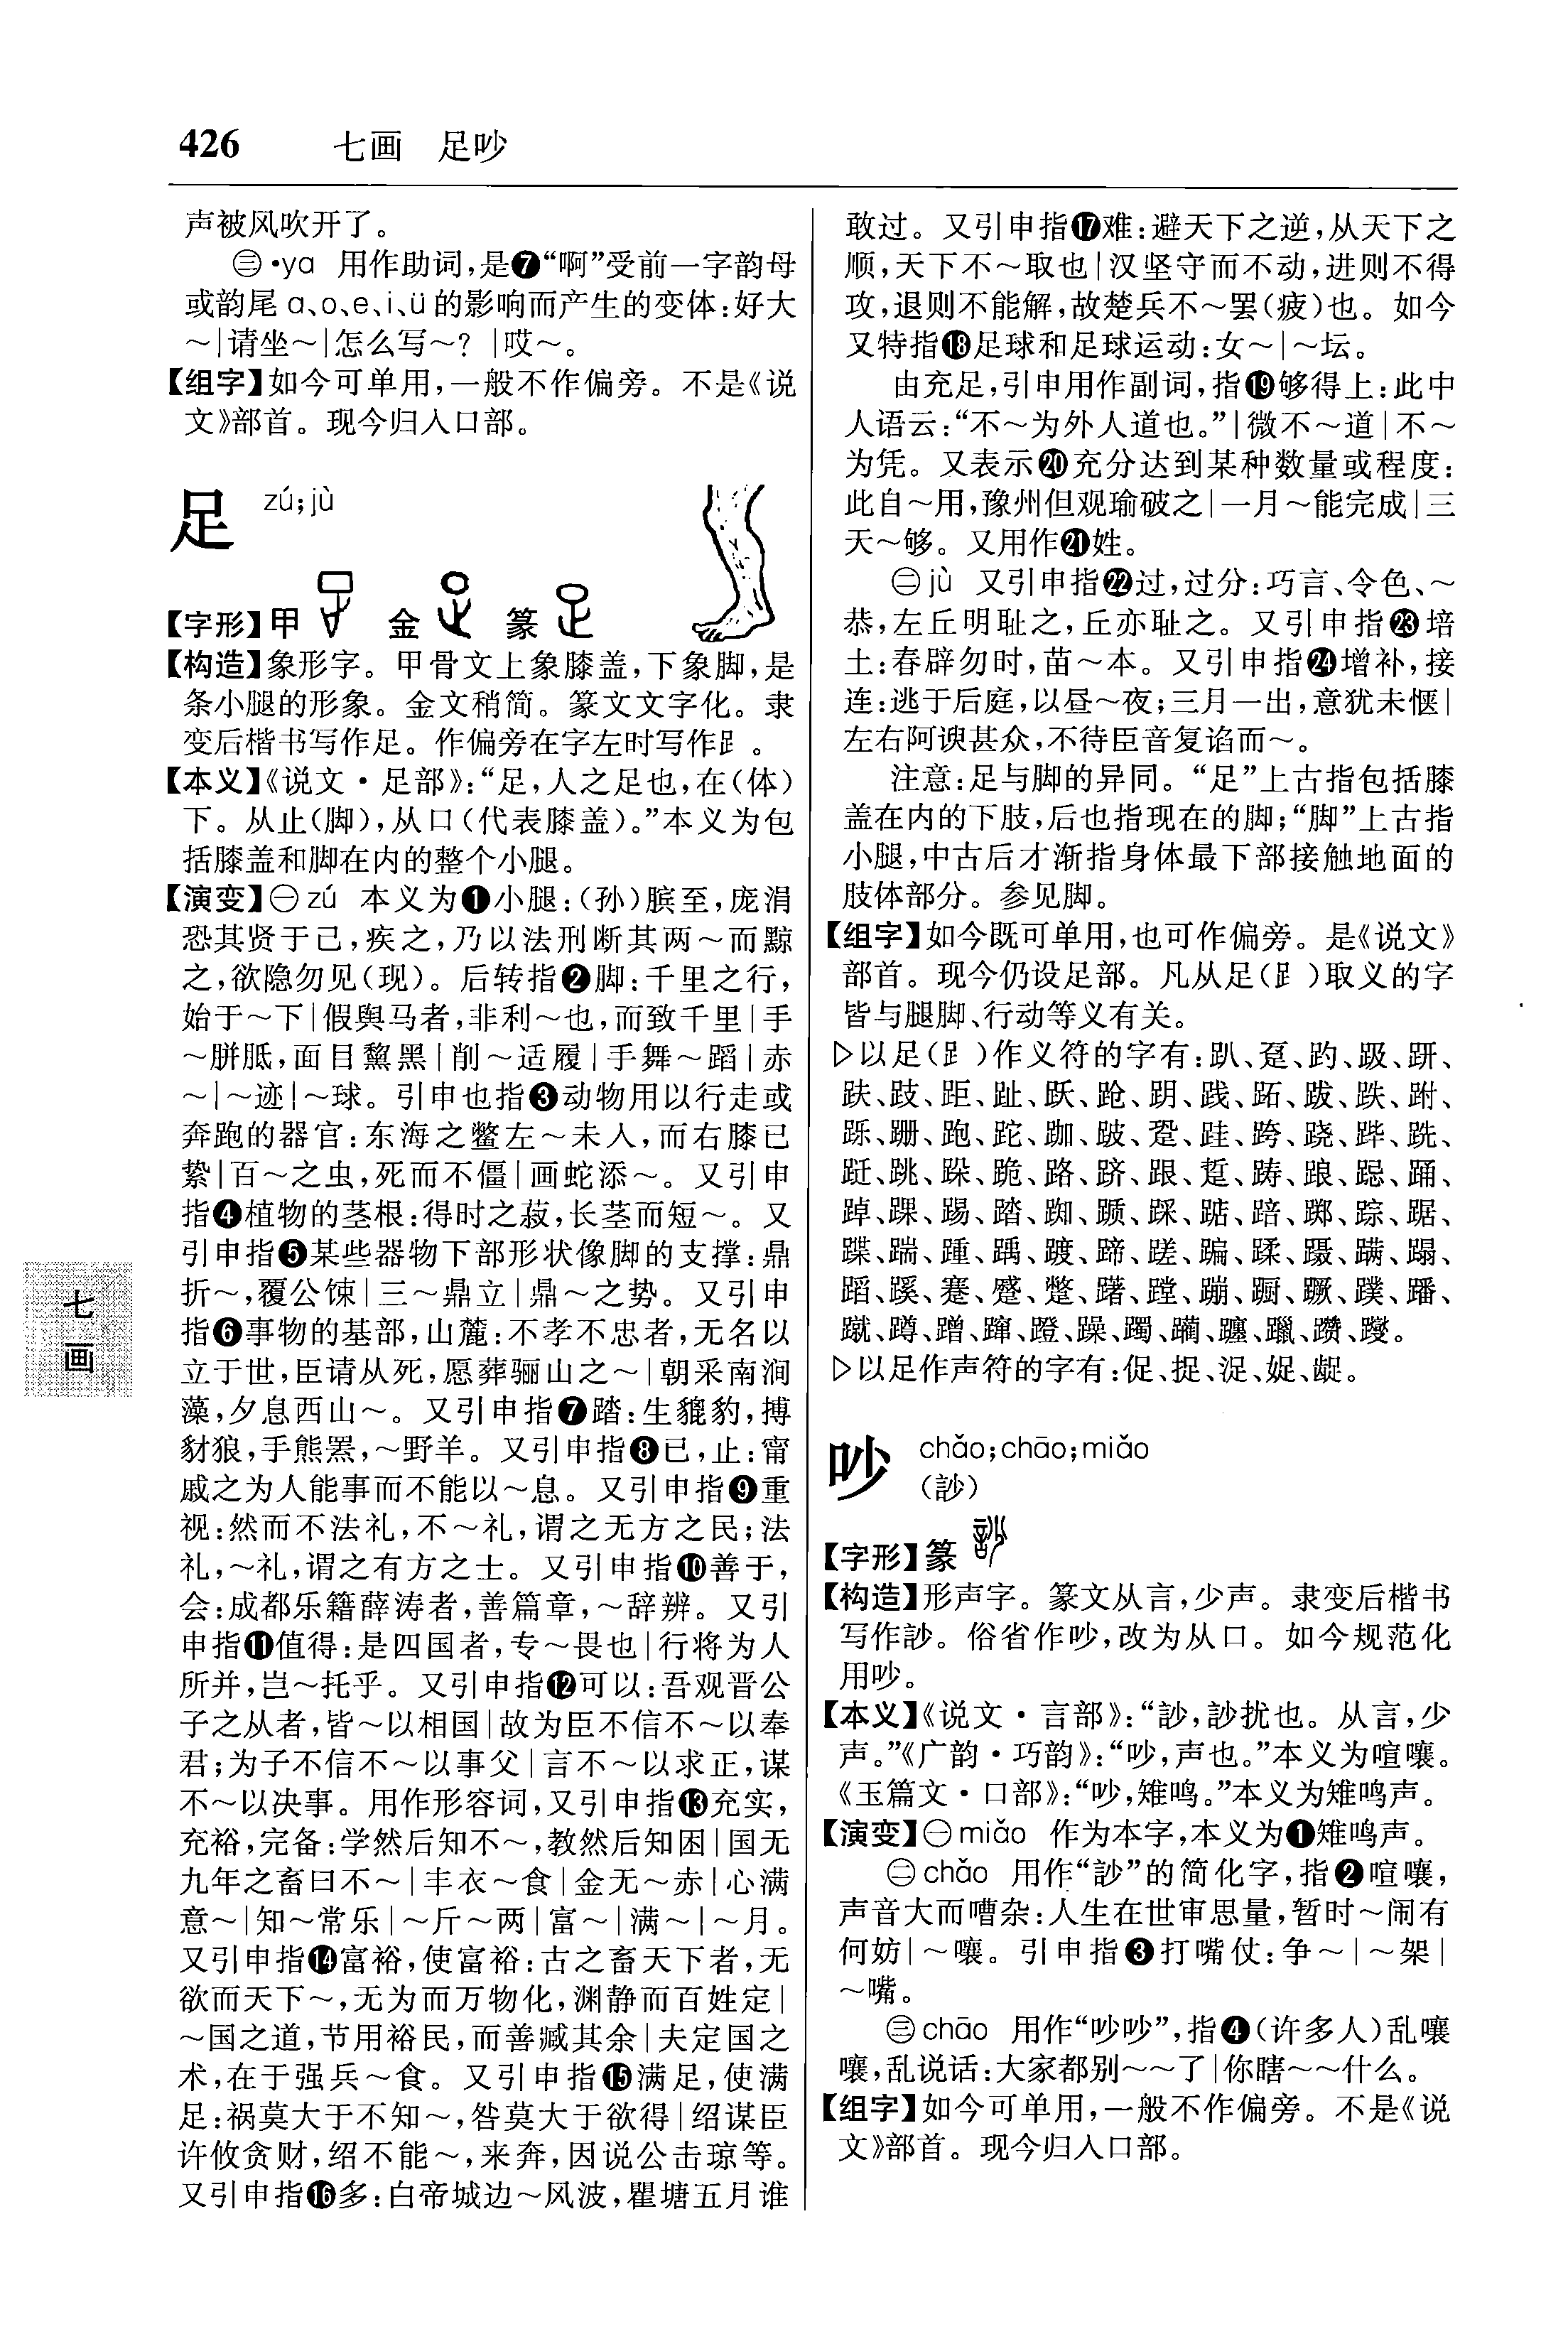 426 七画 足吵
声被风吹开了。
㊂·ya 用作助词,是❼“啊”受前一字韵母
或韵尾 a、o、e、i、ü的影响而产生的变体:好大
～|请坐～|怎么写～? |哎～。
【组字】如今可单用,一般不作偏旁。不是《说
文》部首。现今归入口部。
足 zú;jù
【字形】甲 金 篆
【构造】象形字。甲骨文上象膝盖,下象脚,是
条小腿的形象。金文稍简。篆文文字化。隶
变后楷书写作足。作偏旁在字左时写作⻊。
【本义】《说文·足部》:“足,人之足也,在(体)
下。从止(脚),从口(代表膝盖)。”本义为包
括膝盖和脚在内的整个小腿。
【演变】㊀zú 本义为❶小腿:(孙)膑至,庞涓
恐其贤于己,疾之,乃以法刑断其两～而黥
之,欲隐勿见(现)。后转指❷脚:千里之行,
始于～下|假舆马者,非利～也,而致千里|手
～胼胝,面目黧黑|削～适履|手舞～蹈|赤
～|～迹|～球。引申也指❸动物用以行走或
奔跑的器官:东海之鳖左～未入,而右膝已
絷|百～之虫,死而不僵|画蛇添～。又引申
指❹植物的茎根:得时之菽,长茎而短～。又
引申指❺某些器物下部形状像脚的支撑:鼎
折～,覆公𫗧|三～鼎立|鼎～之势。又引申
指❻事物的基部,山麓:不孝不忠者,无名以
立于世,臣请从死,愿葬骊山之～|朝采南涧
藻,夕息西山～。又引申指❼踏:生貔豹,搏
豺狼,手熊罴,～野羊。又引申指❽已,止:甯
戚之为人能事而不能以～息。又引申指❾重
视:然而不法礼,不～礼,谓之无方之民;法
礼,～礼,谓之有方之士。又引申指❿善于,
会:成都乐籍薛涛者,善篇章,～辞辨。又引
申指⓫值得:是四国者,专～畏也|行将为人
所并,岂～托乎。又引申指⓬可以:吾观晋公
子之从者,皆～以相国|故为臣不信不～以奉
君;为子不信不～以事父|言不～以求正,谋
不～以决事。用作形容词,又引申指⓭充实,
充裕,完备:学然后知不～,教然后知困|国无
九年之畜曰不～|丰衣～食|金无～赤|心满
意～|知～常乐|～斤～两|富～|满～|～月。
又引申指⓮富裕,使富裕:古之畜天下者,无
欲而天下～,无为而万物化,渊静而百姓定|
～国之道,节用裕民,而善臧其余|夫定国之
术,在于强兵～食。又引申指⓯满足,使满
足:祸莫大于不知～,咎莫大于欲得|绍谋臣
许攸贪财,绍不能～,来奔,因说公击琼等。
又引申指⓰多:白帝城边～风波,瞿塘五月谁
敢过。又引申指⓱难:避天下之逆,从天下之
顺,天下不～取也|汉坚守而不动,进则不得
攻,退则不能解,故楚兵不～罢(疲)也。如今
又特指⓲足球和足球运动:女～|～坛。
由充足,引申用作副词,指⓳够得上:此中
人语云:“不～为外人道也。”|微不～道|不～
为凭。又表示⓴充分达到某种数量或程度:
此自～用,豫州但观瑜破之|一月～能完成|三
天～够。又用作㉑姓。
㊁jù 又引申指㉒过,过分:巧言、令色、～
恭,左丘明耻之,丘亦耻之。又引申指㉓培
土:春辟勿时,苗～本。又引申指㉔增补,接
连:逃于后庭,以昼～夜;三月一出,意犹未惬|
左右阿谀甚众,不待臣音复谄而～。
注意:足与脚的异同。“足”上古指包括膝
盖在内的下肢,后也指现在的脚;“脚”上古指
小腿,中古后才渐指身体最下部接触地面的
肢体部分。参见脚。
【组字】如今既可单用,也可作偏旁。是《说文》
部首。现今仍设足部。凡从足(⻊)取义的字
皆与腿脚、行动等义有关。
▷以足(⻊)作义符的字有:趴、趸、趵、趿、趼、
趺、跂、距、趾、跃、跄、跀、践、跖、跋、跌、跗、
跞、跚、跑、跎、跏、跛、跫、跬、跨、跷、跸、跣、
跹、跳、跺、跪、路、跻、跟、踅、踌、踉、跽、踊、
踔、踝、踢、踏、踟、踬、踩、踮、踣、踯、踪、踞、
蹀、踹、踵、踽、踱、蹄、蹉、蹁、蹂、蹑、蹒、蹋、
蹈、蹊、蹇、蹙、蹩、躇、蹚、蹦、蹰、蹶、蹼、蹯、
蹴、蹲、蹭、蹿、蹬、躁、躅、躏、躔、躐、躜、躞。
▷以足作声符的字有:促、捉、浞、娖、龊。
吵 chǎo;chāo;miǎo
(訬)
【字形】篆
【构造】形声字。篆文从言,少声。隶变后楷书
写作訬。俗省作吵,改为从口。如今规范化
用吵。
【本义】《说文·言部》:“訬,訬扰也。从言,少
声。”《广韵·巧韵》:“吵,声也。”本义为喧嚷。
《玉篇文·口部》:“吵,雉鸣。”本义为雉鸣声。
【演变】㊀miǎo 作为本字,本义为❶雉鸣声。
㊁chǎo 用作“訬”的简化字,指❷喧嚷,
声音大而嘈杂:人生在世审思量,暂时～闹有
何妨|～嚷。引申指❸打嘴仗:争～|～架|
～嘴。
㊂chāo 用作“吵吵”,指❹(许多人)乱嚷
嚷,乱说话:大家都别～～了|你瞎～～什么。
【组字】如今可单用,一般不作偏旁。不是《说
文》部首。现今归入口部。
七
画